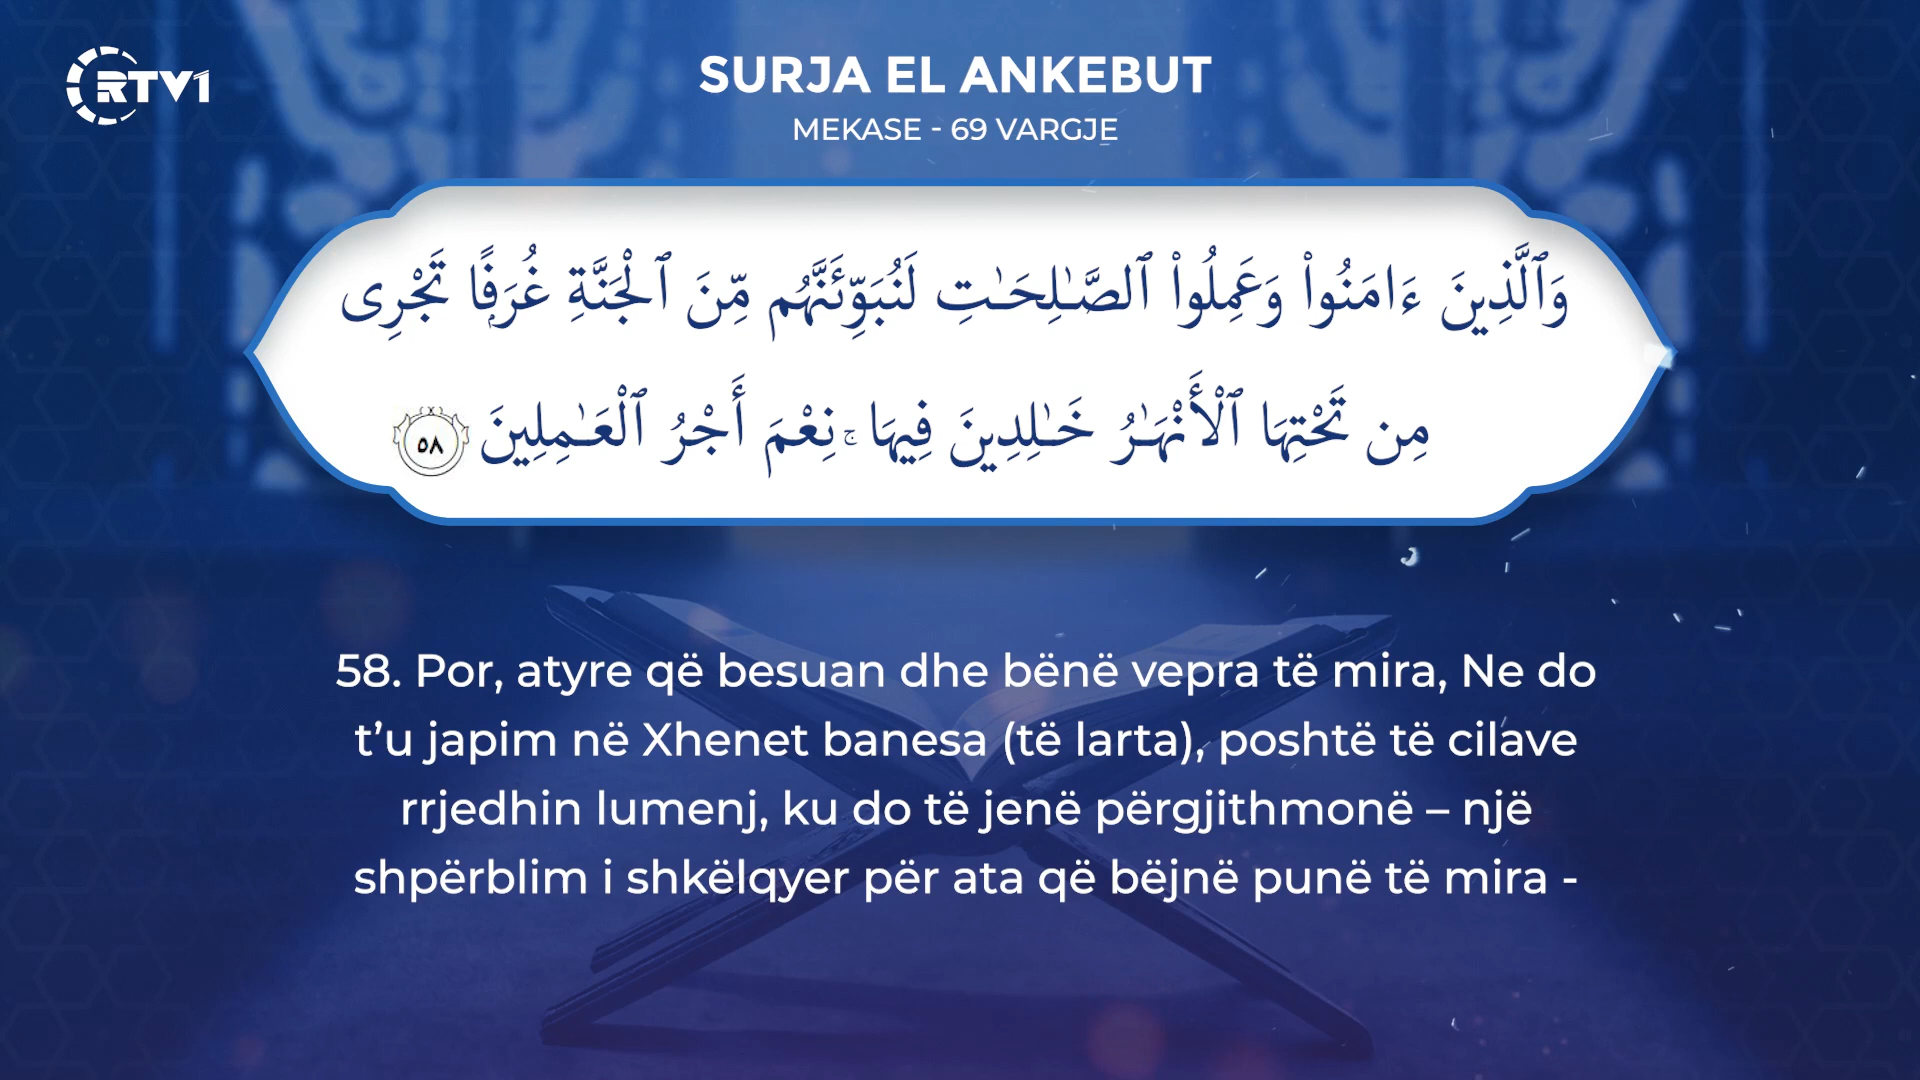 RTV1
SURJA EL ANKEBUT
MEKASE - 69 VARGJE
وَٱلَّذِينَ ءَامَنُوا۟ وَعَمِلُوا۟ ٱلصَّـٰلِحَـٰتِ لَنُبَوِّئَنَّهُم مِّنَ ٱلْجَنَّةِ غُرَفًا تَجْرِى
مِن تَحْتِهَا ٱلْأَنْهَـٰرُ خَـٰلِدِينَ فِيهَا ۚ نِعْمَ أَجْرُ ٱلْعَـٰمِلِينَ ٥٨
58. Por, atyre që besuan dhe bënë vepra të mira, Ne do
t’u japim në Xhenet banesa (të larta), poshtë të cilave
rrjedhin lumenj, ku do të jenë përgjithmonë – një
shpërblim i shkëlqyer për ata që bëjnë punë të mira -